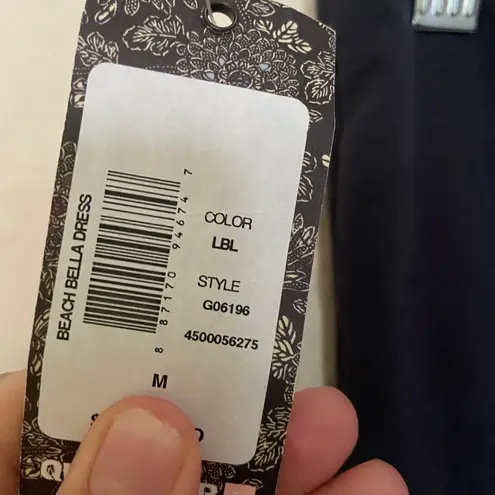 BEACH BELLA DRESS
8 87170 94674 7
COLOR
LBL
STYLE
G06196
4500056275
M